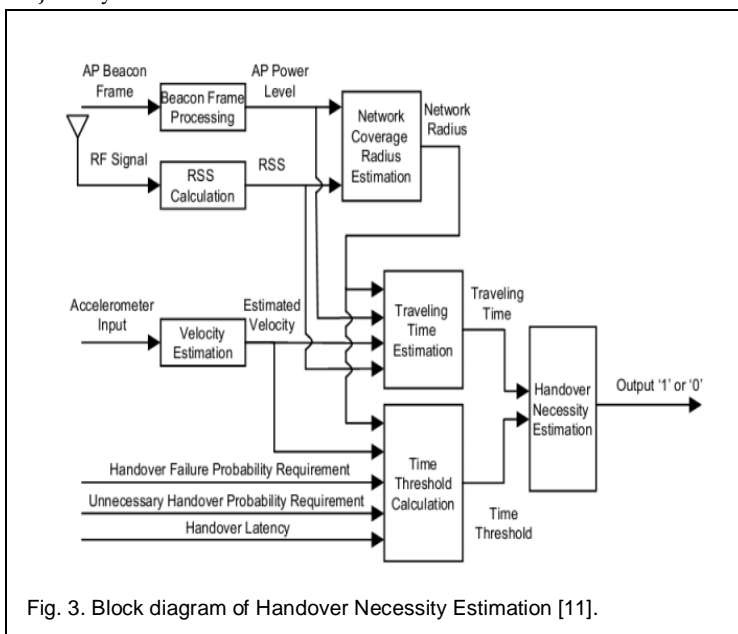 AP Beacon
Frame
Beacon Frame
Processing
AP Power
Level
Network
Coverage
Radius
Estimation
Network
Radius
RF Signal
RSS
Calculation
RSS
Accelerometer
Input
Velocity
Estimation
Estimated
Velocity
Traveling
Time
Estimation
Traveling
Time
Handover
Necessity
Estimation
Output '1' or '0'
Handover Failure Probability Requirement
Unnecessary Handover Probability Requirement
Handover Latency
Time
Threshold
Calculation
Time
Threshold
Fig. 3. Block diagram of Handover Necessity Estimation [11].